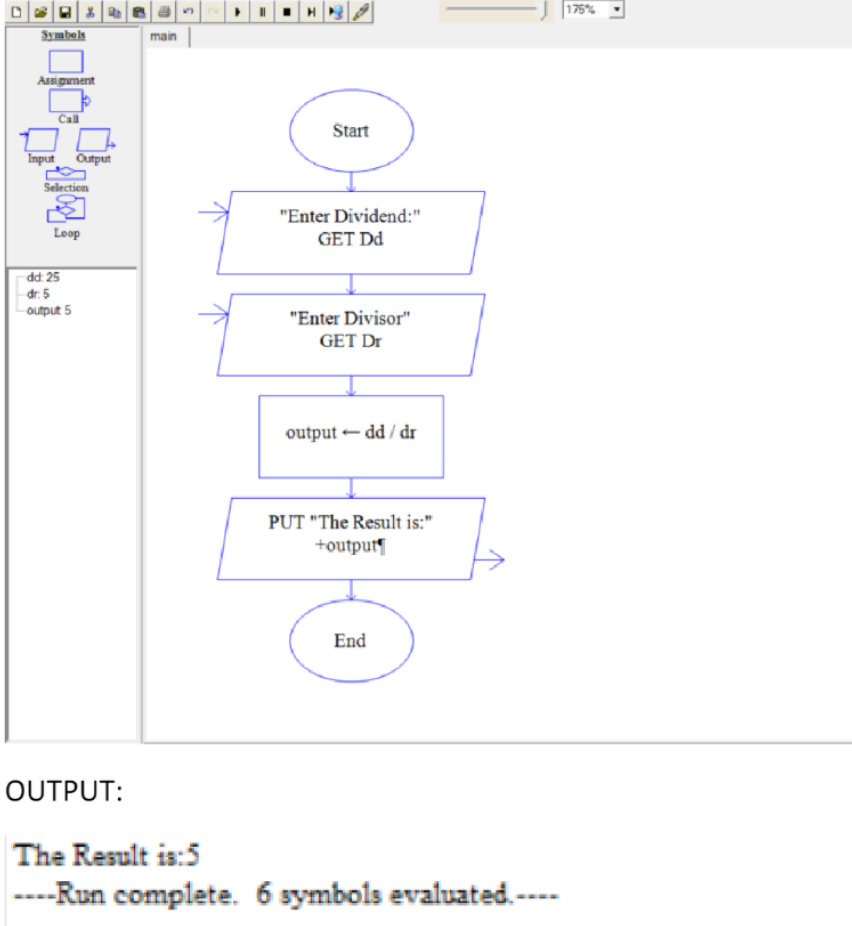 175%
Symbols
main
Assignment
Call
Input Output
Selection
Loop
dd: 25
dr: 5
output: 5
Start
"Enter Dividend:"
GET Dd
"Enter Divisor"
GET Dr
output ← dd / dr
PUT "The Result is:"
+output¶
End
OUTPUT:
The Result is:5
----Run complete.  6 symbols evaluated.----